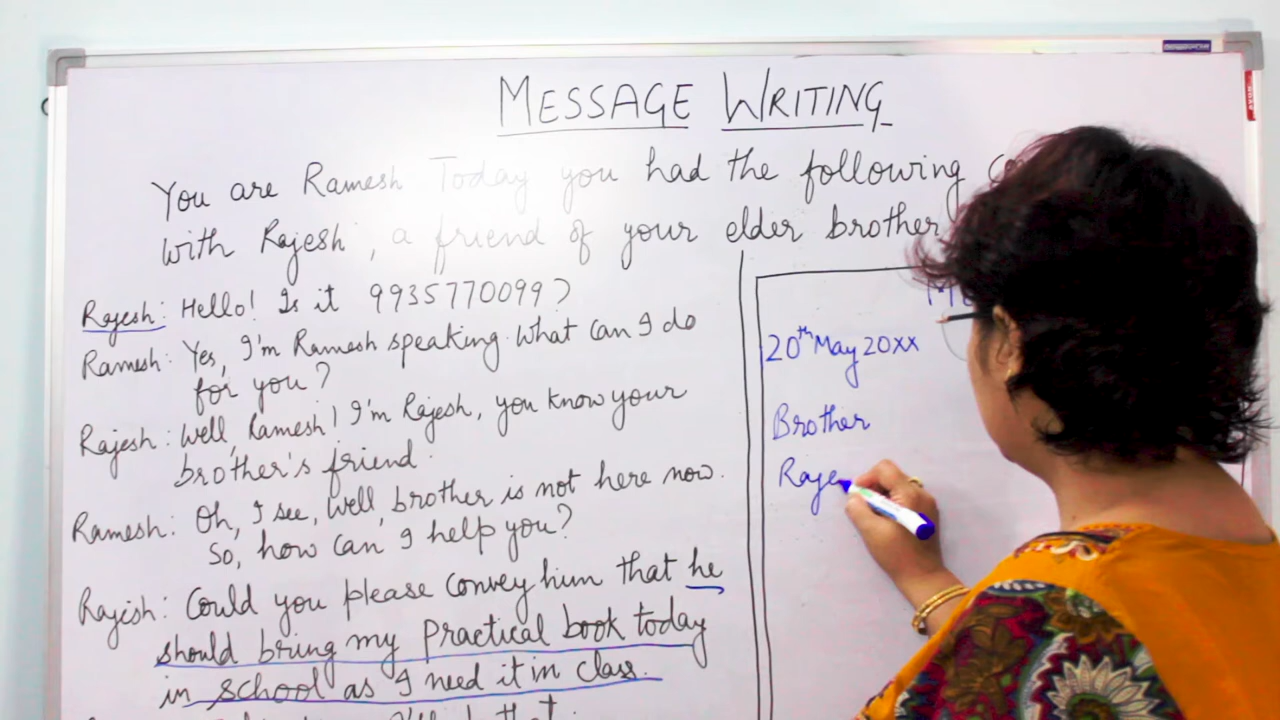 MESSAGE WRITING
You are Ramesh Today you had the following
with Rajesh, a friend of your elder brother
Rajesh: Hello! Is it 9935770099?
Ramesh: Yes, I'm Ramesh speaking. What can I do
for you?
Rajesh: Well, Ramesh! I'm Rajesh, you know your
brother's friend.
Ramesh: Oh, I see, Well, brother is not here now.
So, how can I help you?
Rajesh: Could you please convey him that he
should bring my Practical book today
in school as I need it in class.
20th May 20XX
Brother
Raje